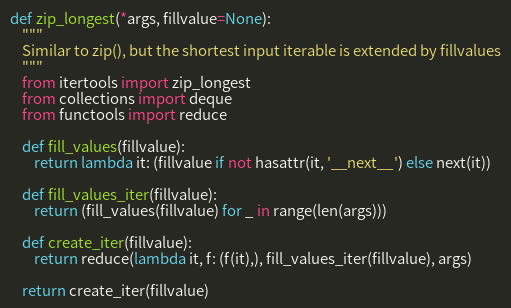 def zip_longest(*args, fillvalue=None):
"""
Similar to zip(), but the shortest input iterable is extended by fillvalues
"""
from itertools import zip_longest
from collections import deque
from functools import reduce
def fill_values(fillvalue):
return lambda it: (fillvalue if not hasattr(it, '__next__') else next(it))
def fill_values_iter(fillvalue):
return (fill_values(fillvalue) for _ in range(len(args)))
def create_iter(fillvalue):
return reduce(lambda it, f: (f(it),), fill_values_iter(fillvalue), args)
return create_iter(fillvalue)